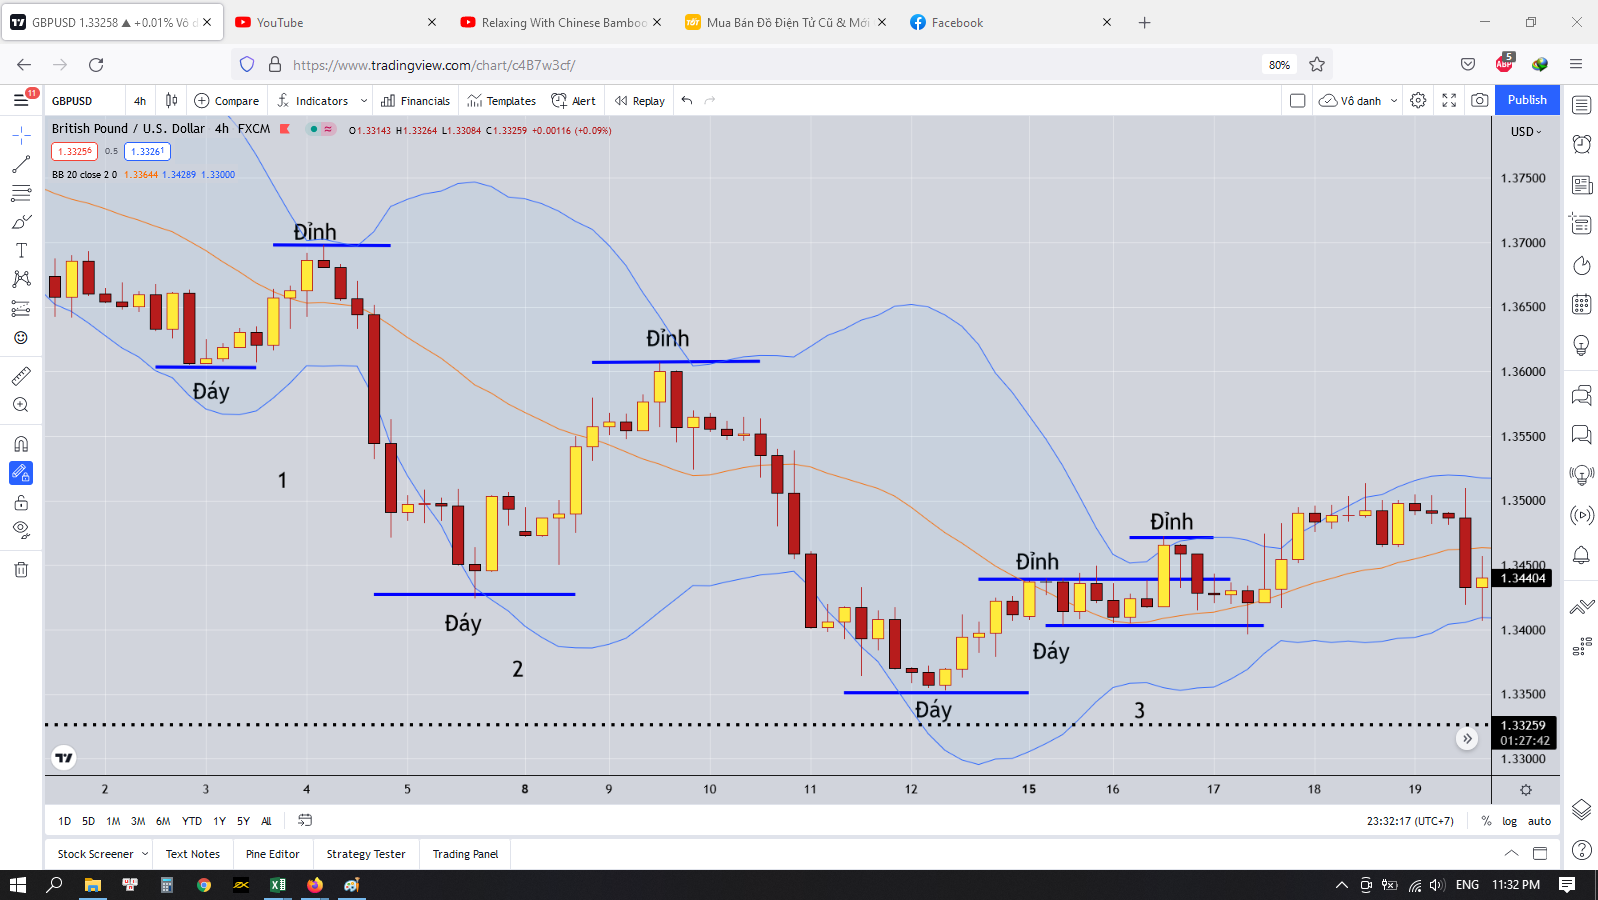 GBPUSD 1.33258 ▲ +0.01% Vô d
YouTube
Relaxing With Chinese Bamboo
TỐT
Mua Bán Đồ Điện Tử Cũ & Mới
Facebook
https://www.tradingview.com/chart/c4B7w3cf/
80%
ABP
5
11
GBPUSD
4h
Compare
Indicators
Financials
Templates
Alert
Replay
Vô danh
Publish
British Pound / U.S. Dollar 4h FXCM
O1.33143 H1.33264 L1.33084 C1.33259 +0.00116 (+0.09%)
1.33256
0.5
1.33261
BB 20 close 2 0 1.33644 1.34289 1.33000
USD
1.37500
1.37000
1.36500
1.36000
1.35500
1.35000
1.34500
1.34404
1.34000
1.33500
1.33259
01:27:42
1.33000
Đỉnh
Đáy
1
Đỉnh
Đáy
2
Đỉnh
Đỉnh
Đáy
Đáy
3
2 3 4 5 8 9 10 11 12 15 16 17 18 19
1D 5D 1M 3M 6M YTD 1Y 5Y All
23:32:17 (UTC+7) % log auto
Stock Screener
Text Notes
Pine Editor
Strategy Tester
Trading Panel
ENG
11:32 PM